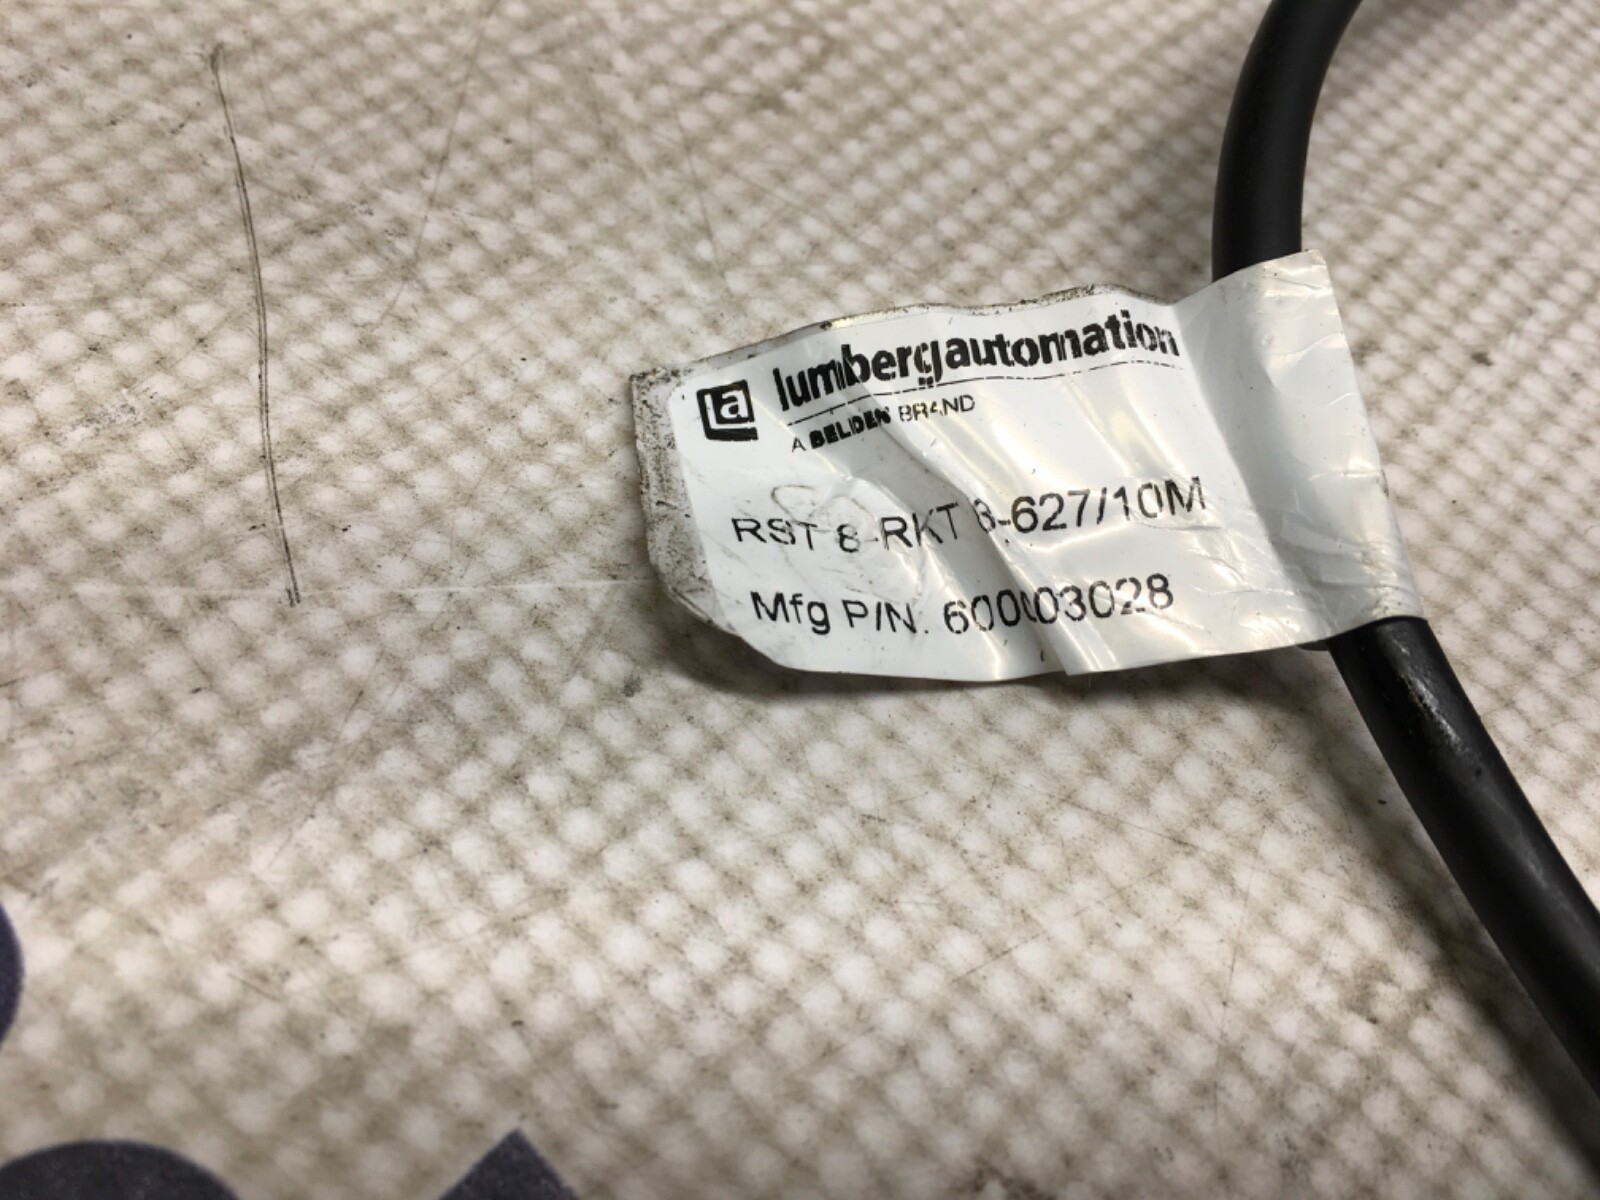 la lumbergautomation
A BELDEN BRAND
RST 8-RKT 8-627/10M
Mfg P/N. 600003028